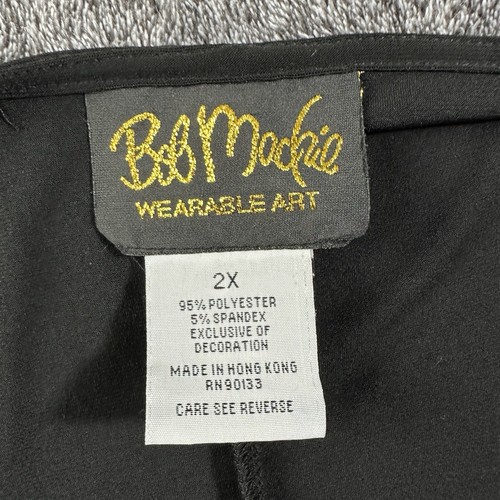 Bob Mackie
WEARABLE ART
2X
95% POLYESTER
5% SPANDEX
EXCLUSIVE OF
DECORATION
MADE IN HONG KONG
RN90133
CARE SEE REVERSE